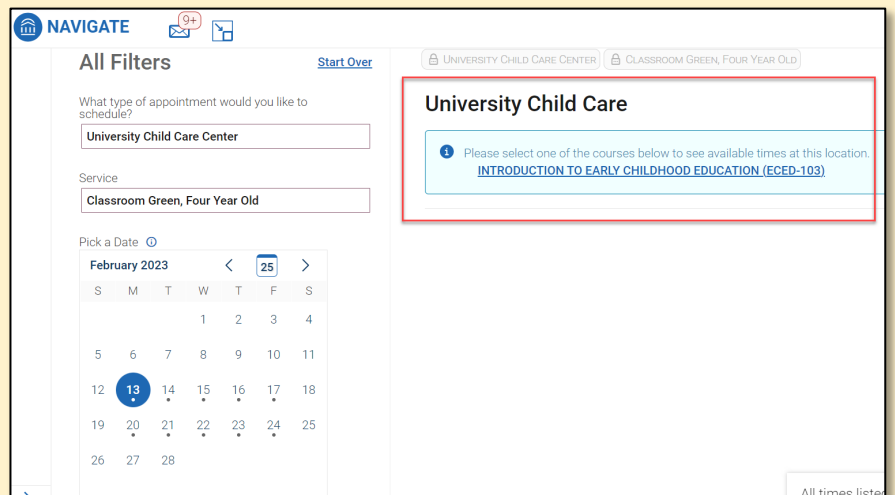 NAVIGATE
9+
All Filters
Start Over
What type of appointment would you like to
schedule?
University Child Care Center
Service
Classroom Green, Four Year Old
Pick a Date
February 2023
25
S M T W T F S
1 2 3 4
5 6 7 8 9 10 11
12 13 14 15 16 17 18
19 20 21 22 23 24 25
26 27 28
UNIVERSITY CHILD CARE CENTER
CLASSROOM GREEN, FOUR YEAR OLD
University Child Care
Please select one of the courses below to see available times at this location.
INTRODUCTION TO EARLY CHILDHOOD EDUCATION (ECED-103)
All times listed